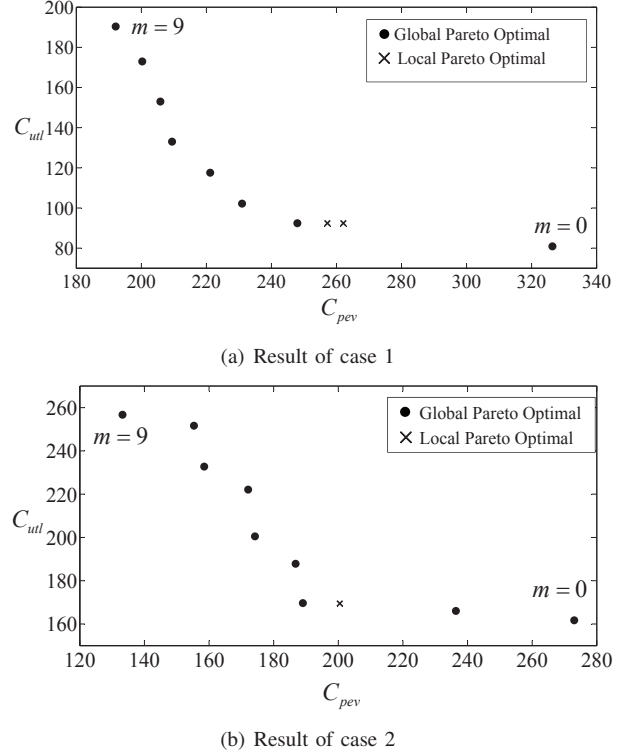 200
180
160
140
120
100
80
C_utl
m = 9
Global Pareto Optimal
Local Pareto Optimal
m = 0
180 200 220 240 260 280 300 320 340
C_pev
(a) Result of case 1
260
240
220
200
180
160
140
C_utl
m = 9
Global Pareto Optimal
Local Pareto Optimal
m = 0
120 140 160 180 200 220 240 260 280
C_pev
(b) Result of case 2